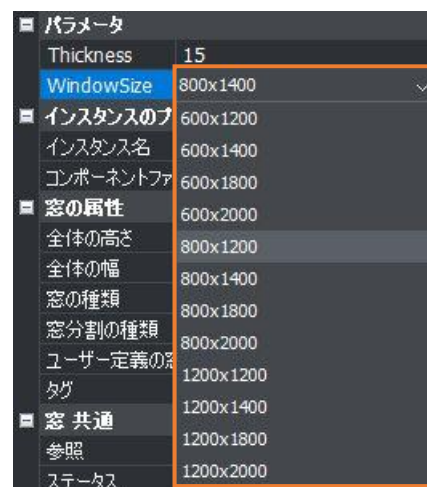 パラメータ
Thickness 15
WindowSize 800x1400
インスタンスのプ 600x1200
インスタンス名 600x1400
コンポーネントファ 600x1800
窓の属性 600x2000
全体の高さ 800x1200
全体の幅 800x1400
窓の種類 800x1800
窓分割の種類 800x2000
ユーザー定義の窓 1200x1200
タグ 1200x1400
窓 共通 1200x1800
参照 1200x2000
ステータス